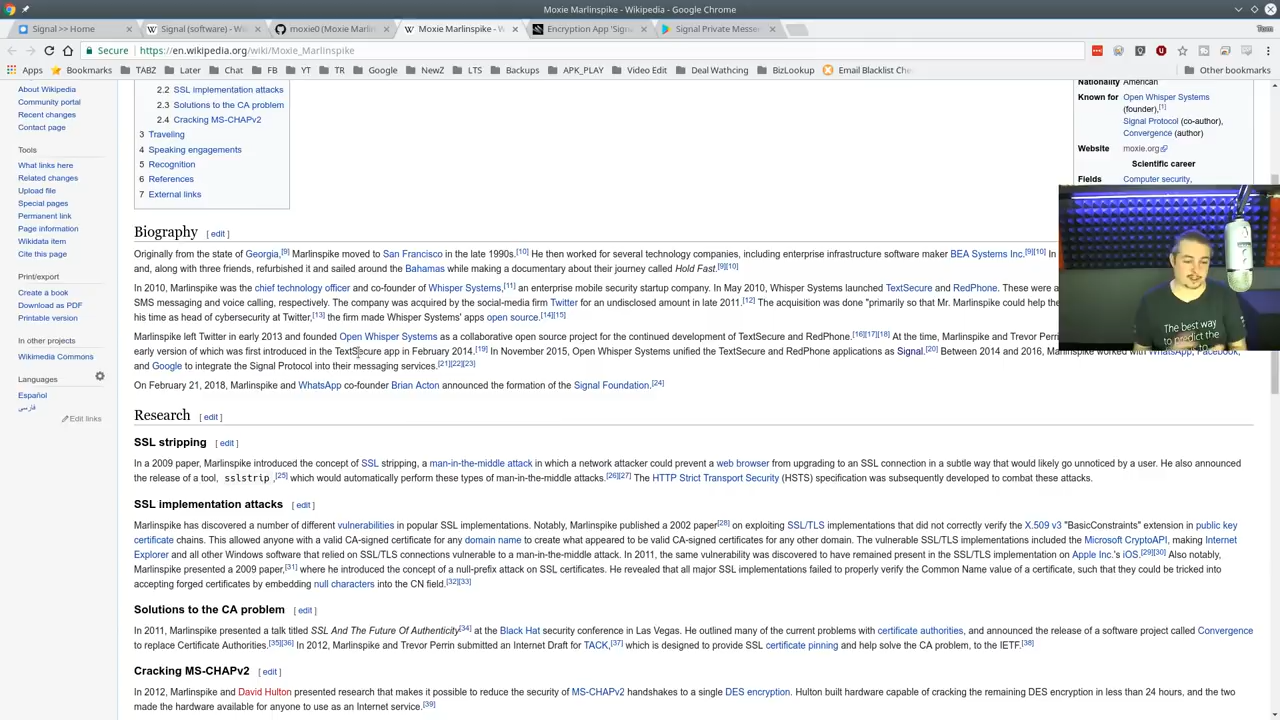 Moxie Marlinspike - Wikipedia - Google Chrome
Signal >> Home
Signal (software) - Wi
moxie0 (Moxie Marlin
Moxie Marlinspike - W
Encryption App 'Signa
Signal Private Messe
Tom
Secure
https://en.wikipedia.org/wiki/Moxie_Marlinspike
Apps
Bookmarks
TABZ
Later
Chat
FB
YT
TR
Google
NewZ
LTS
Backups
APK_PLAY
Video Edit
Deal Wathcing
BizLookup
Email Blacklist Che
Other bookmarks
About Wikipedia
Community portal
Recent changes
Contact page
Tools
What links here
Related changes
Upload file
Special pages
Permanent link
Page information
Wikidata item
Cite this page
Print/export
Create a book
Download as PDF
Printable version
In other projects
Wikimedia Commons
Languages
Español
فارسی
Edit links
2.2 SSL implementation attacks
2.3 Solutions to the CA problem
2.4 Cracking MS-CHAPv2
3 Traveling
4 Speaking engagements
5 Recognition
6 References
7 External links
Nationality American
Known for Open Whisper Systems
(founder),[1]
Signal Protocol (co-author),
Convergence (author)
Website moxie.org
Scientific career
Fields Computer security,
Biography [ edit ]
Originally from the state of Georgia,[9] Marlinspike moved to San Francisco in the late 1990s.[10] He then worked for several technology companies, including enterprise infrastructure software maker BEA Systems Inc.[9][10] In
and, along with three friends, refurbished it and sailed around the Bahamas while making a documentary about their journey called Hold Fast.[9][10]
In 2010, Marlinspike was the chief technology officer and co-founder of Whisper Systems,[11] an enterprise mobile security startup company. In May 2010, Whisper Systems launched TextSecure and RedPhone. These were a
SMS messaging and voice calling, respectively. The company was acquired by the social-media firm Twitter for an undisclosed amount in late 2011.[12] The acquisition was done "primarily so that Mr. Marlinspike could help the
his time as head of cybersecurity at Twitter,[13] the firm made Whisper Systems' apps open source.[14][15]
Marlinspike left Twitter in early 2013 and founded Open Whisper Systems as a collaborative open source project for the continued development of TextSecure and RedPhone.[16][17][18] At the time, Marlinspike and Trevor Perri
early version of which was first introduced in the TextSecure app in February 2014.[19] In November 2015, Open Whisper Systems unified the TextSecure and RedPhone applications as Signal.[20] Between 2014 and 2016, Marlinspike worked with WhatsApp, Facebook,
and Google to integrate the Signal Protocol into their messaging services.[21][22][23]
On February 21, 2018, Marlinspike and WhatsApp co-founder Brian Acton announced the formation of the Signal Foundation.[24]
Research [ edit ]
SSL stripping [ edit ]
In a 2009 paper, Marlinspike introduced the concept of SSL stripping, a man-in-the-middle attack in which a network attacker could prevent a web browser from upgrading to an SSL connection in a subtle way that would likely go unnoticed by a user. He also announced
the release of a tool, sslstrip,[25] which would automatically perform these types of man-in-the-middle attacks.[26][27] The HTTP Strict Transport Security (HSTS) specification was subsequently developed to combat these attacks.
SSL implementation attacks [ edit ]
Marlinspike has discovered a number of different vulnerabilities in popular SSL implementations. Notably, Marlinspike published a 2002 paper[28] on exploiting SSL/TLS implementations that did not correctly verify the X.509 v3 "BasicConstraints" extension in public key
certificate chains. This allowed anyone with a valid CA-signed certificate for any domain name to create what appeared to be valid CA-signed certificates for any other domain. The vulnerable SSL/TLS implementations included the Microsoft CryptoAPI, making Internet
Explorer and all other Windows software that relied on SSL/TLS connections vulnerable to a man-in-the-middle attack. In 2011, the same vulnerability was discovered to have remained present in the SSL/TLS implementation on Apple Inc.'s iOS.[29][30] Also notably,
Marlinspike presented a 2009 paper,[31] where he introduced the concept of a null-prefix attack on SSL certificates. He revealed that all major SSL implementations failed to properly verify the Common Name value of a certificate, such that they could be tricked into
accepting forged certificates by embedding null characters into the CN field.[32][33]
Solutions to the CA problem [ edit ]
In 2011, Marlinspike presented a talk titled SSL And The Future Of Authenticity[34] at the Black Hat security conference in Las Vegas. He outlined many of the current problems with certificate authorities, and announced the release of a software project called Convergence
to replace Certificate Authorities.[35][36] In 2012, Marlinspike and Trevor Perrin submitted an Internet Draft for TACK,[37] which is designed to provide SSL certificate pinning and help solve the CA problem, to the IETF.[38]
Cracking MS-CHAPv2 [ edit ]
In 2012, Marlinspike and David Hulton presented research that makes it possible to reduce the security of MS-CHAPv2 handshakes to a single DES encryption. Hulton built hardware capable of cracking the remaining DES encryption in less than 24 hours, and the two
made the hardware available for anyone to use as an Internet service.[39]
The best way
to predict the